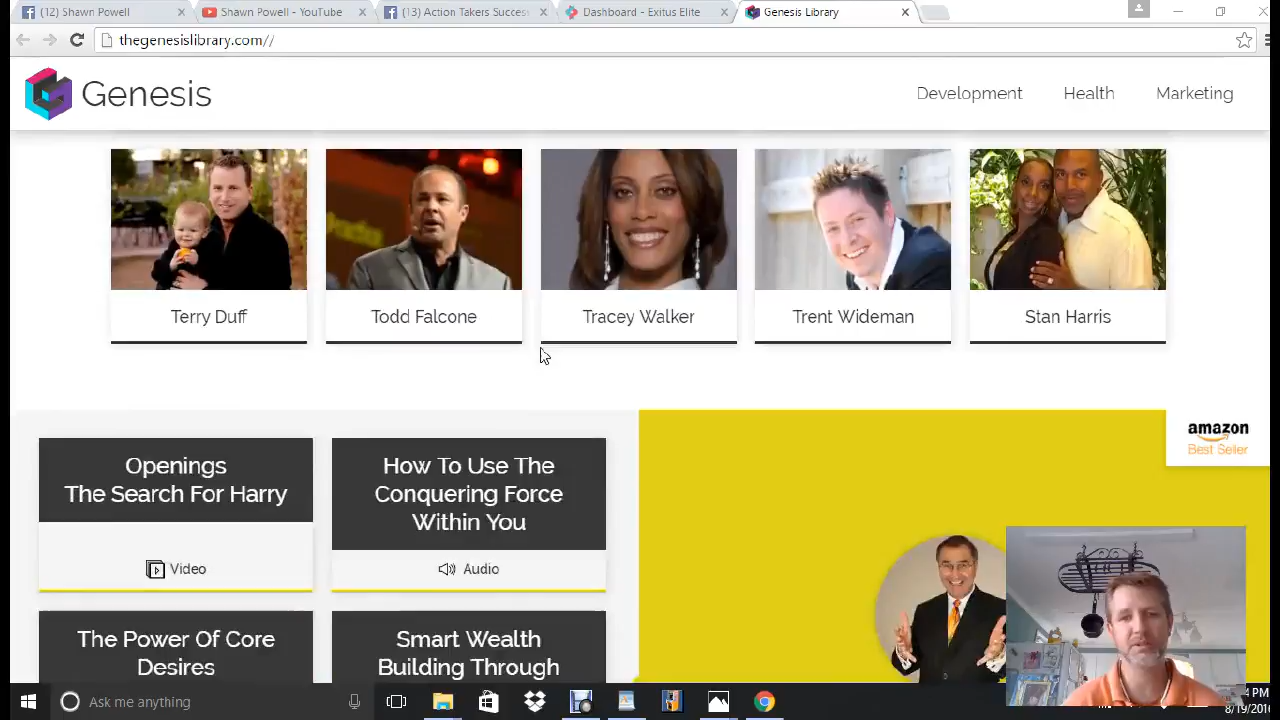 (12) Shawn Powell
Shawn Powell - YouTube
(13) Action Takers Succes
Dashboard - Exitus Elite
Genesis Library
thegenesislibrary.com//
Genesis
Development
Health
Marketing
Terry Duff
Todd Falcone
Tracey Walker
Trent Wideman
Stan Harris
Openings
The Search For Harry
Video
How To Use The
Conquering Force
Within You
Audio
amazon
Best Seller
The Power Of Core
Desires
Smart Wealth
Building Through
Ask me anything
PM